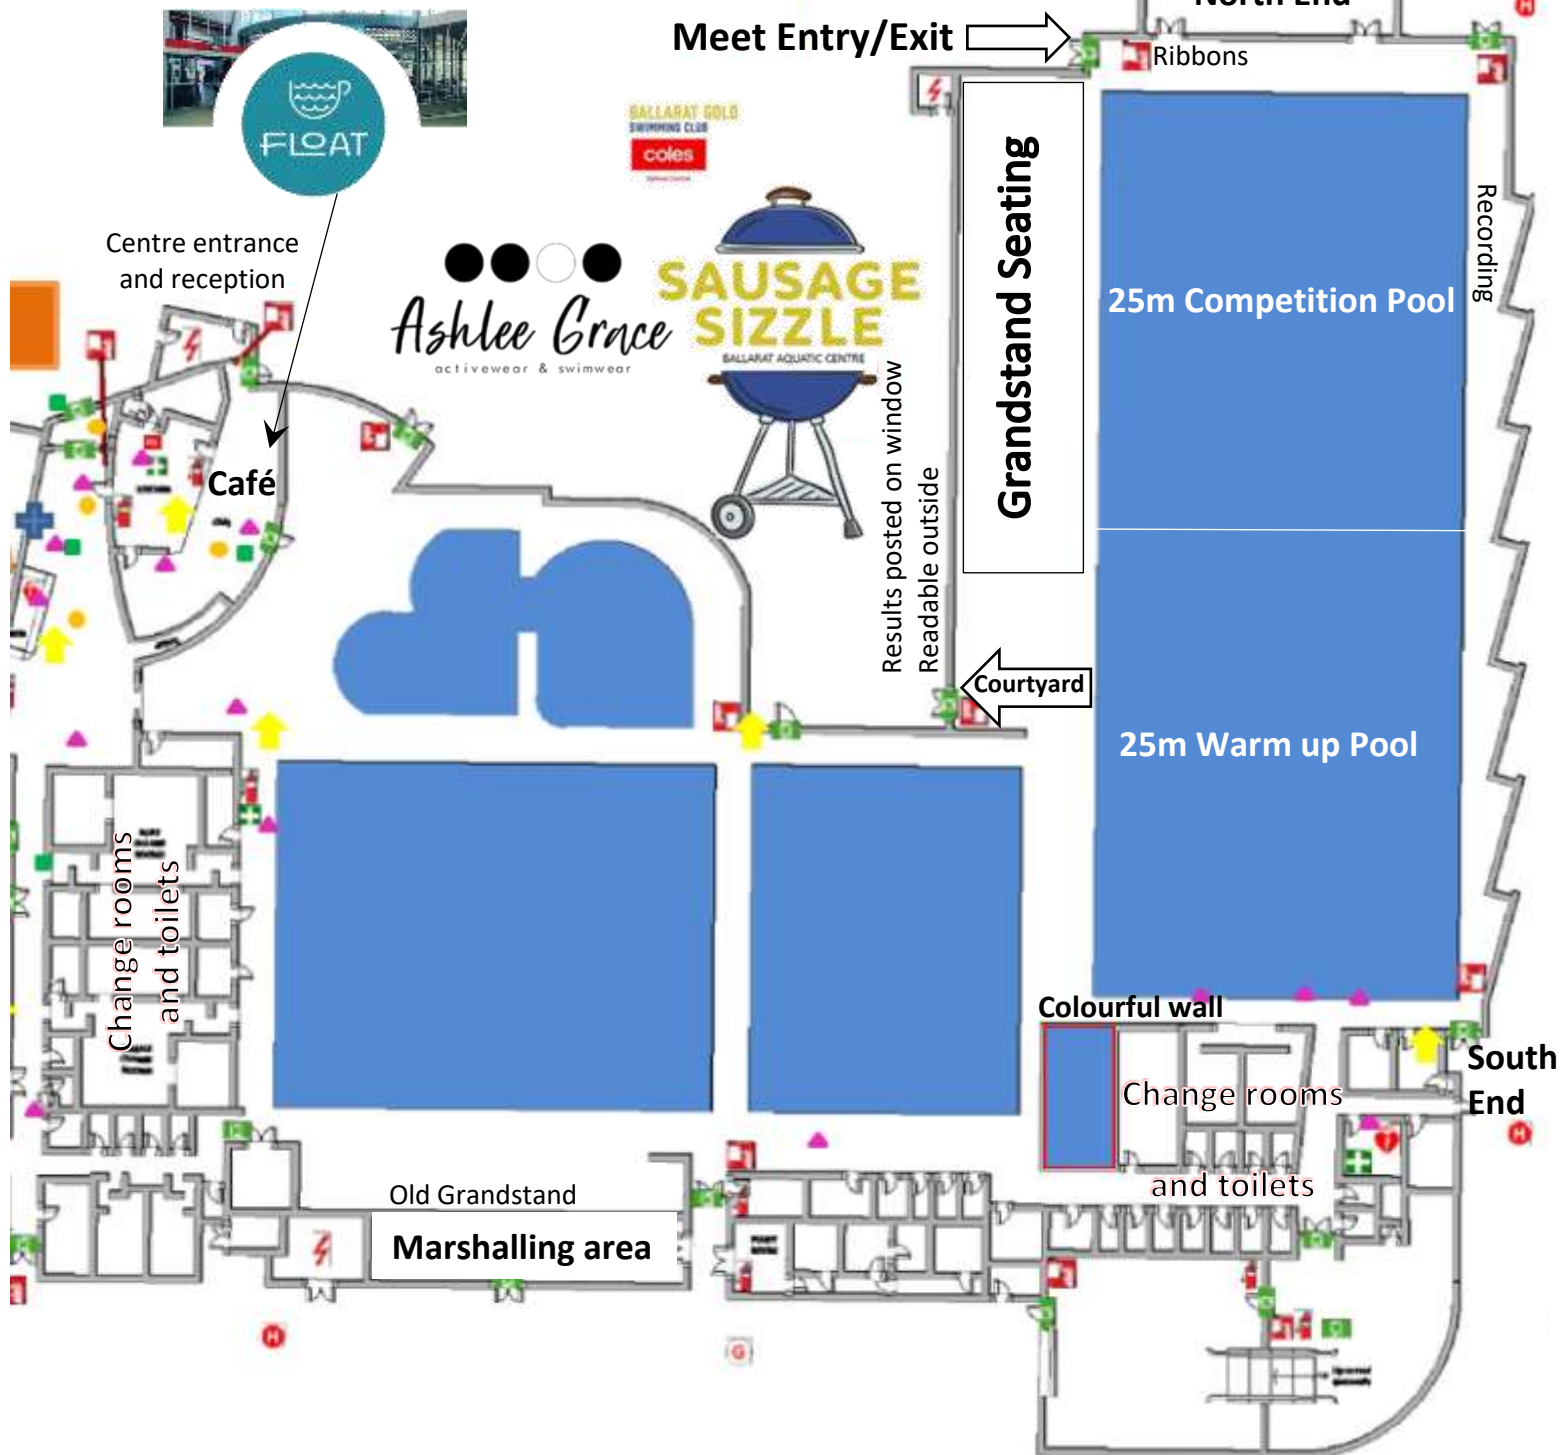 North End
Meet Entry/Exit
Ribbons
FLOAT
BALLARAT GOLD
SWIMMING CLUB
coles
Centre entrance
and reception
Ashlee Grace
activewear & swimwear
SAUSAGE
SIZZLE
BALLARAT AQUATIC CENTRE
Results posted on window
Readable outside
Grandstand Seating
25m Competition Pool
Recording
Café
Courtyard
25m Warm up Pool
Change rooms
and toilets
Colourful wall
Change rooms
and toilets
South
End
Old Grandstand
Marshalling area
H
H
H
G